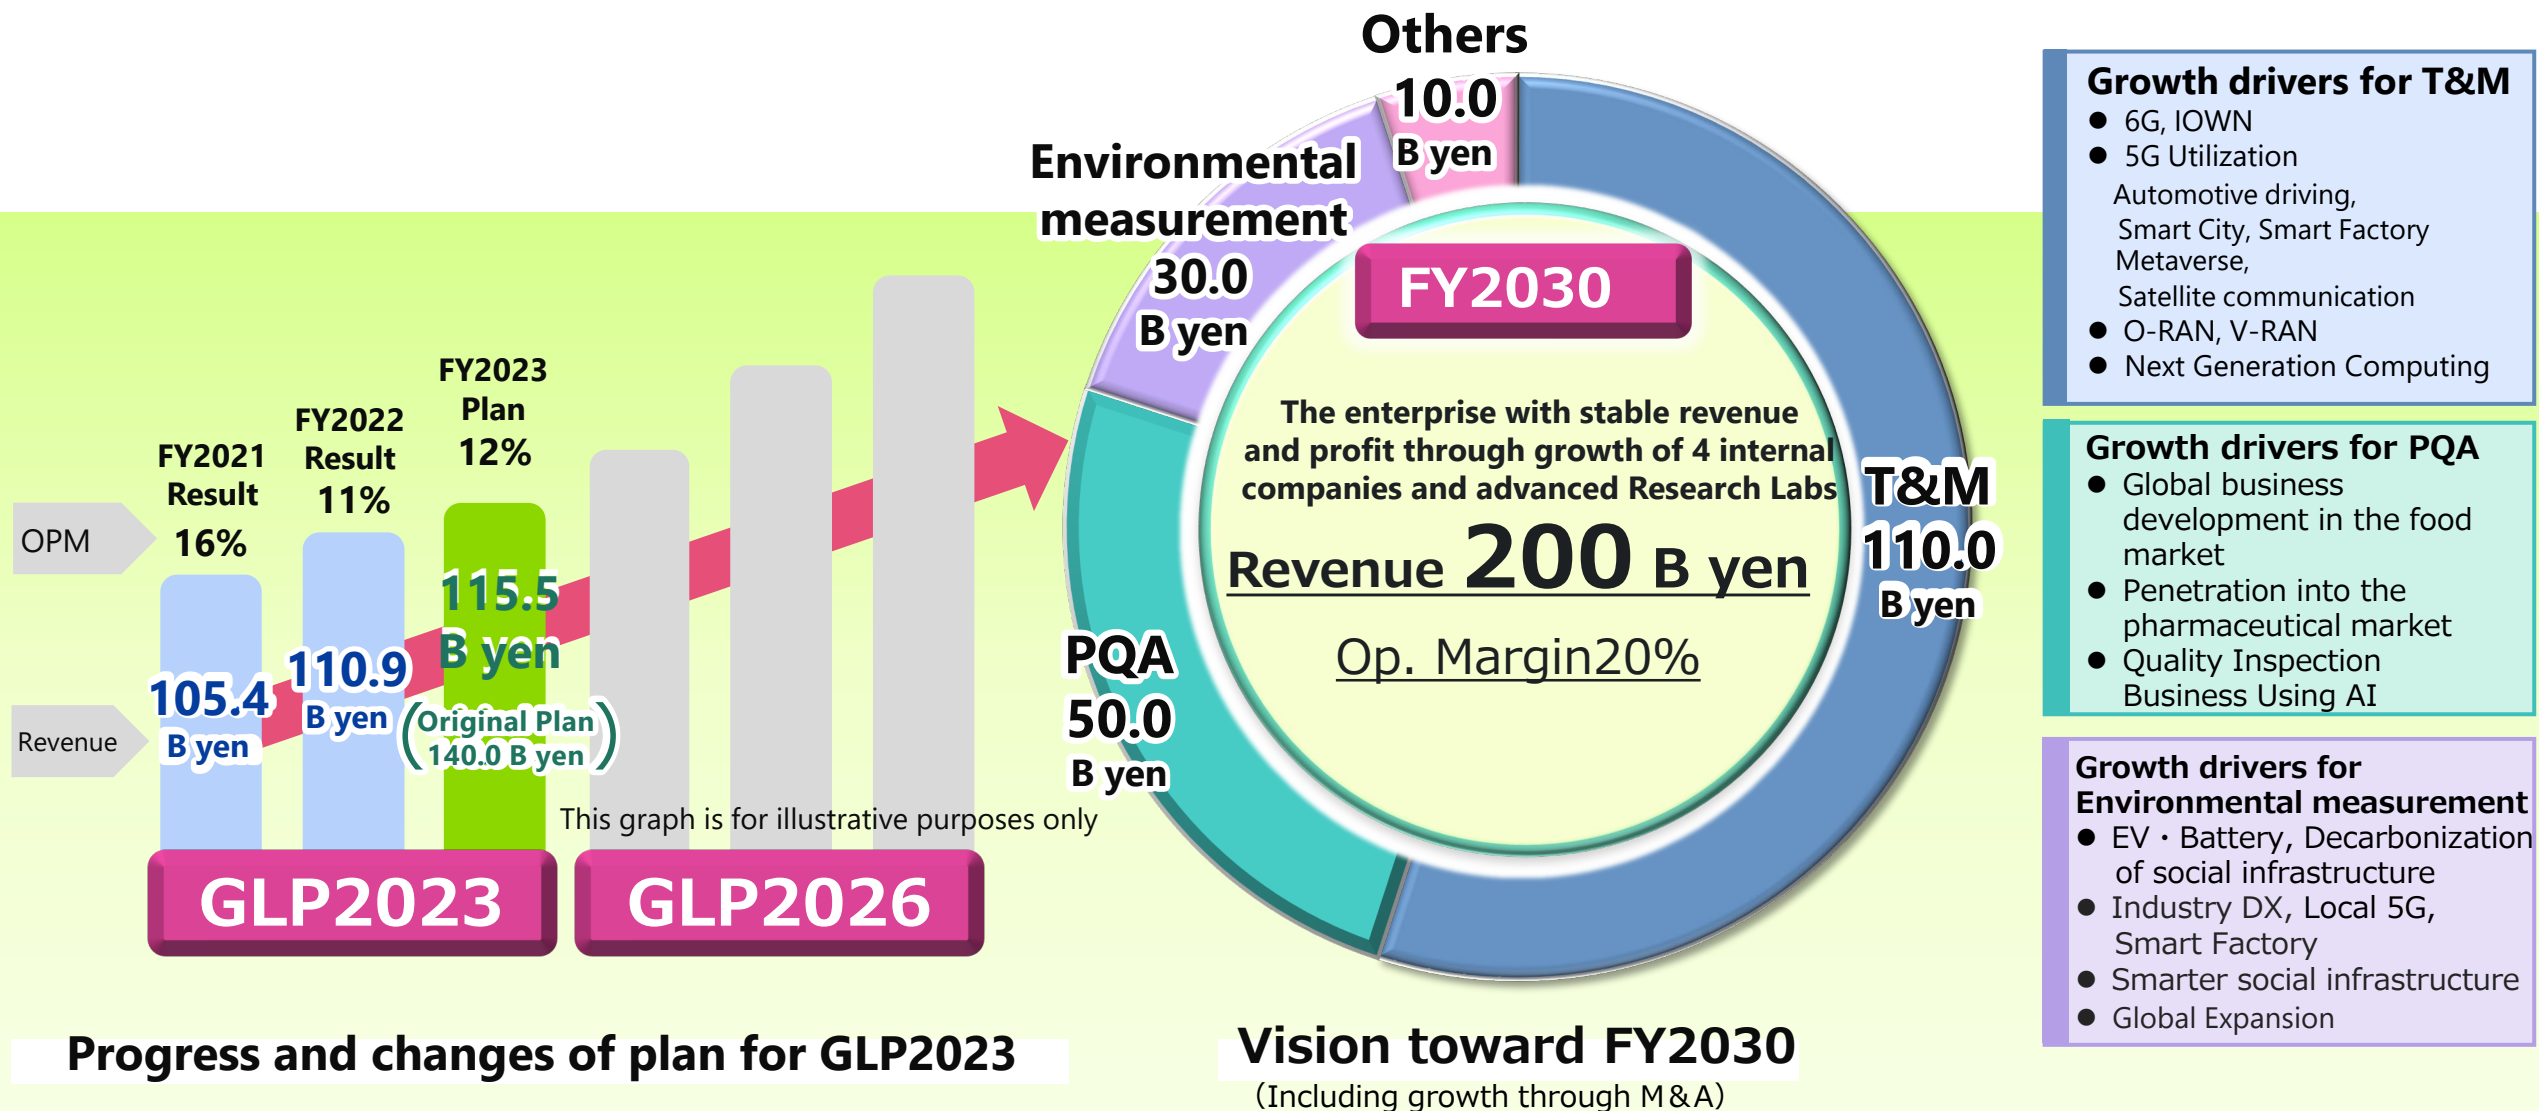 OPM
Revenue
FY2021
Result
16%
105.4
B yen
FY2022
Result
11%
110.9
B yen
FY2023
Plan
12%
115.5
B yen
(Original Plan
140.0 B yen)
This graph is for illustrative purposes only
GLP2023
GLP2026
Progress and changes of plan for GLP2023
Others
10.0
B yen
Environmental
measurement
30.0
B yen
PQA
50.0
B yen
T&M
110.0
B yen
FY2030
The enterprise with stable revenue
and profit through growth of 4 internal
companies and advanced Research Labs
Revenue 200 B yen
Op. Margin20%
Vision toward FY2030
（Including growth through M＆A）
Growth drivers for T&M
● 6G, IOWN
● 5G Utilization
Automotive driving,
Smart City, Smart Factory
Metaverse,
Satellite communication
● O-RAN, V-RAN
● Next Generation Computing
Growth drivers for PQA
● Global business
development in the food
market
● Penetration into the
pharmaceutical market
● Quality Inspection
Business Using AI
Growth drivers for
Environmental measurement
● EV・Battery, Decarbonization
of social infrastructure
● Industry DX, Local 5G,
Smart Factory
● Smarter social infrastructure
● Global Expansion